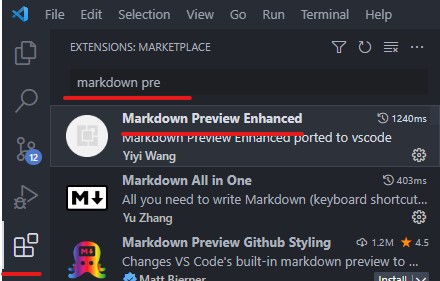 File Edit Selection View Go Run Terminal Help
EXTENSIONS: MARKETPLACE
markdown pre
Markdown Preview Enhanced 1240ms
Markdown Preview Enhanced ported to vscode
Yiyi Wang
12
Markdown All in One 403ms
All you need to write Markdown (keyboard shortcut...
Yu Zhang
Markdown Preview Github Styling 1.2M 4.5
Changes VS Code's built-in markdown preview to ...
Matt Bierner Install